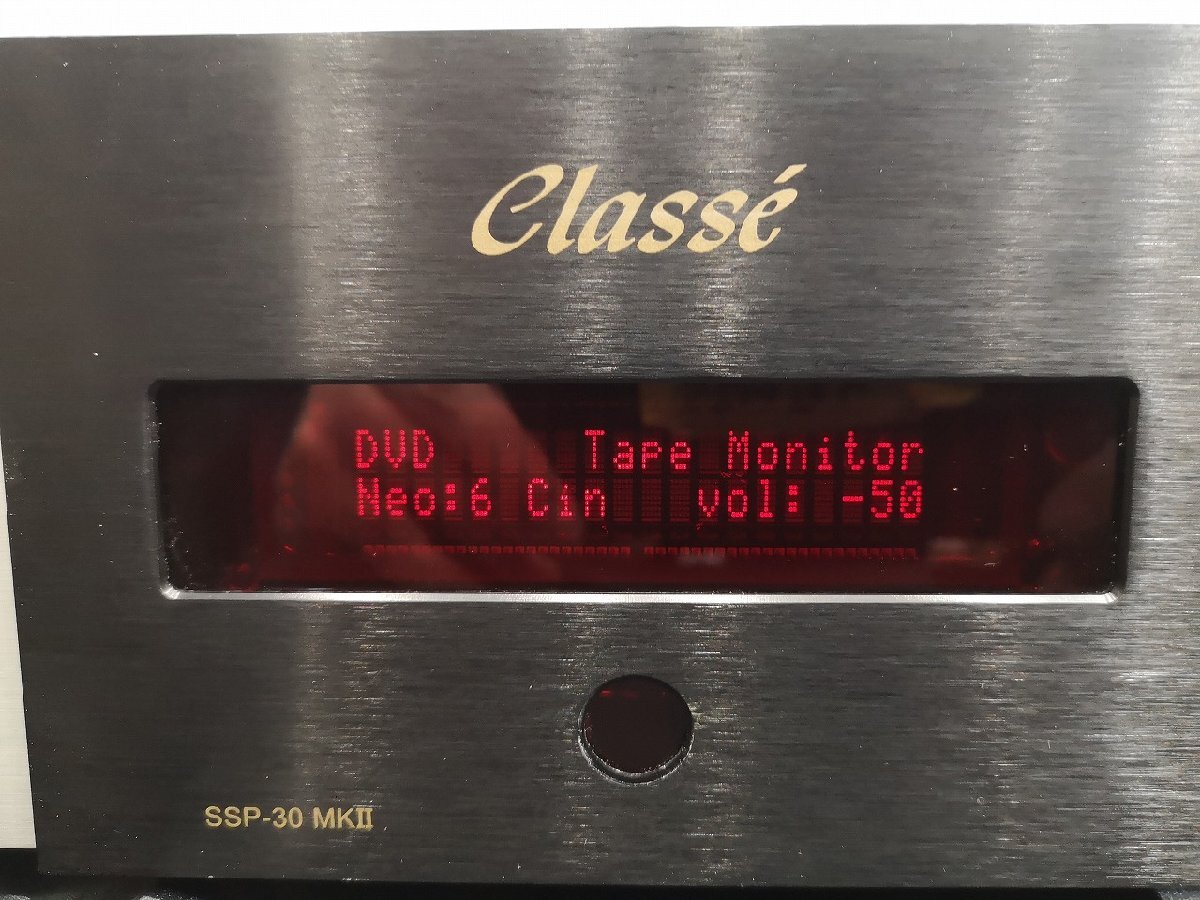 Classé
DVD Tape Monitor
Neo:6 Cin vol: -50
SSP-30 MKII